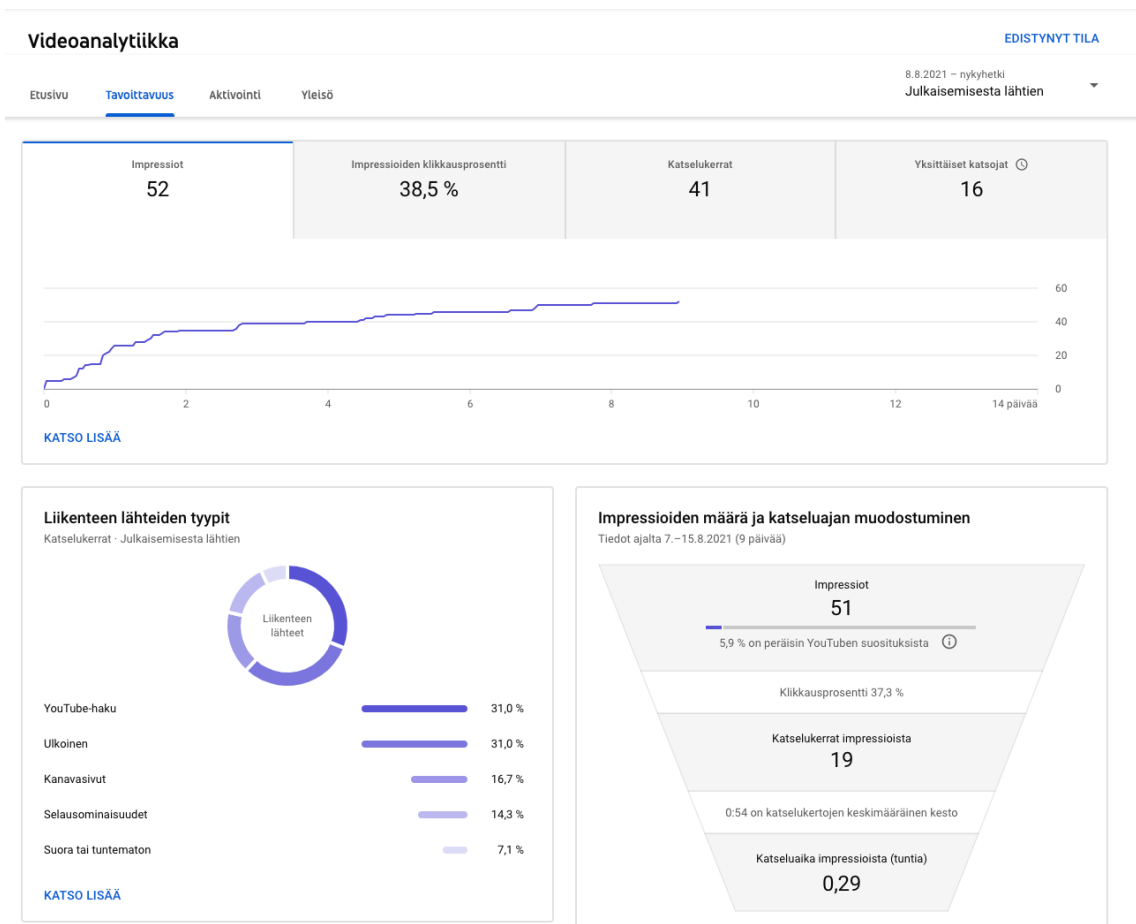 Videoanalytiikka
EDISTYNYT TILA
Etusivu
Tavoittavuus
Aktivointi
Yleisö
8.8.2021 – nykyhetki
Julkaisemisesta lähtien
Impressiot
52
Impressioiden klikkausprosentti
38,5 %
Katselukerrat
41
Yksittäiset katsojat
16
60
40
20
0
0
2
4
6
8
10
12
14 päivää
KATSO LISÄÄ
Liikenteen lähteiden tyypit
Katselukerrat · Julkaisemisesta lähtien
Liikenteen
lähteet
YouTube-haku 31,0 %
Ulkoinen 31,0 %
Kanavasivut 16,7 %
Selausominaisuudet 14,3 %
Suora tai tuntematon 7,1 %
KATSO LISÄÄ
Impressioiden määrä ja katseluajan muodostuminen
Tiedot ajalta 7.–15.8.2021 (9 päivää)
Impressiot
51
5,9 % on peräisin YouTuben suosituksista
Klikkausprosentti 37,3 %
Katselukerrat impressioista
19
0:54 on katselukertojen keskimääräinen kesto
Katseluaika impressioista (tuntia)
0,29